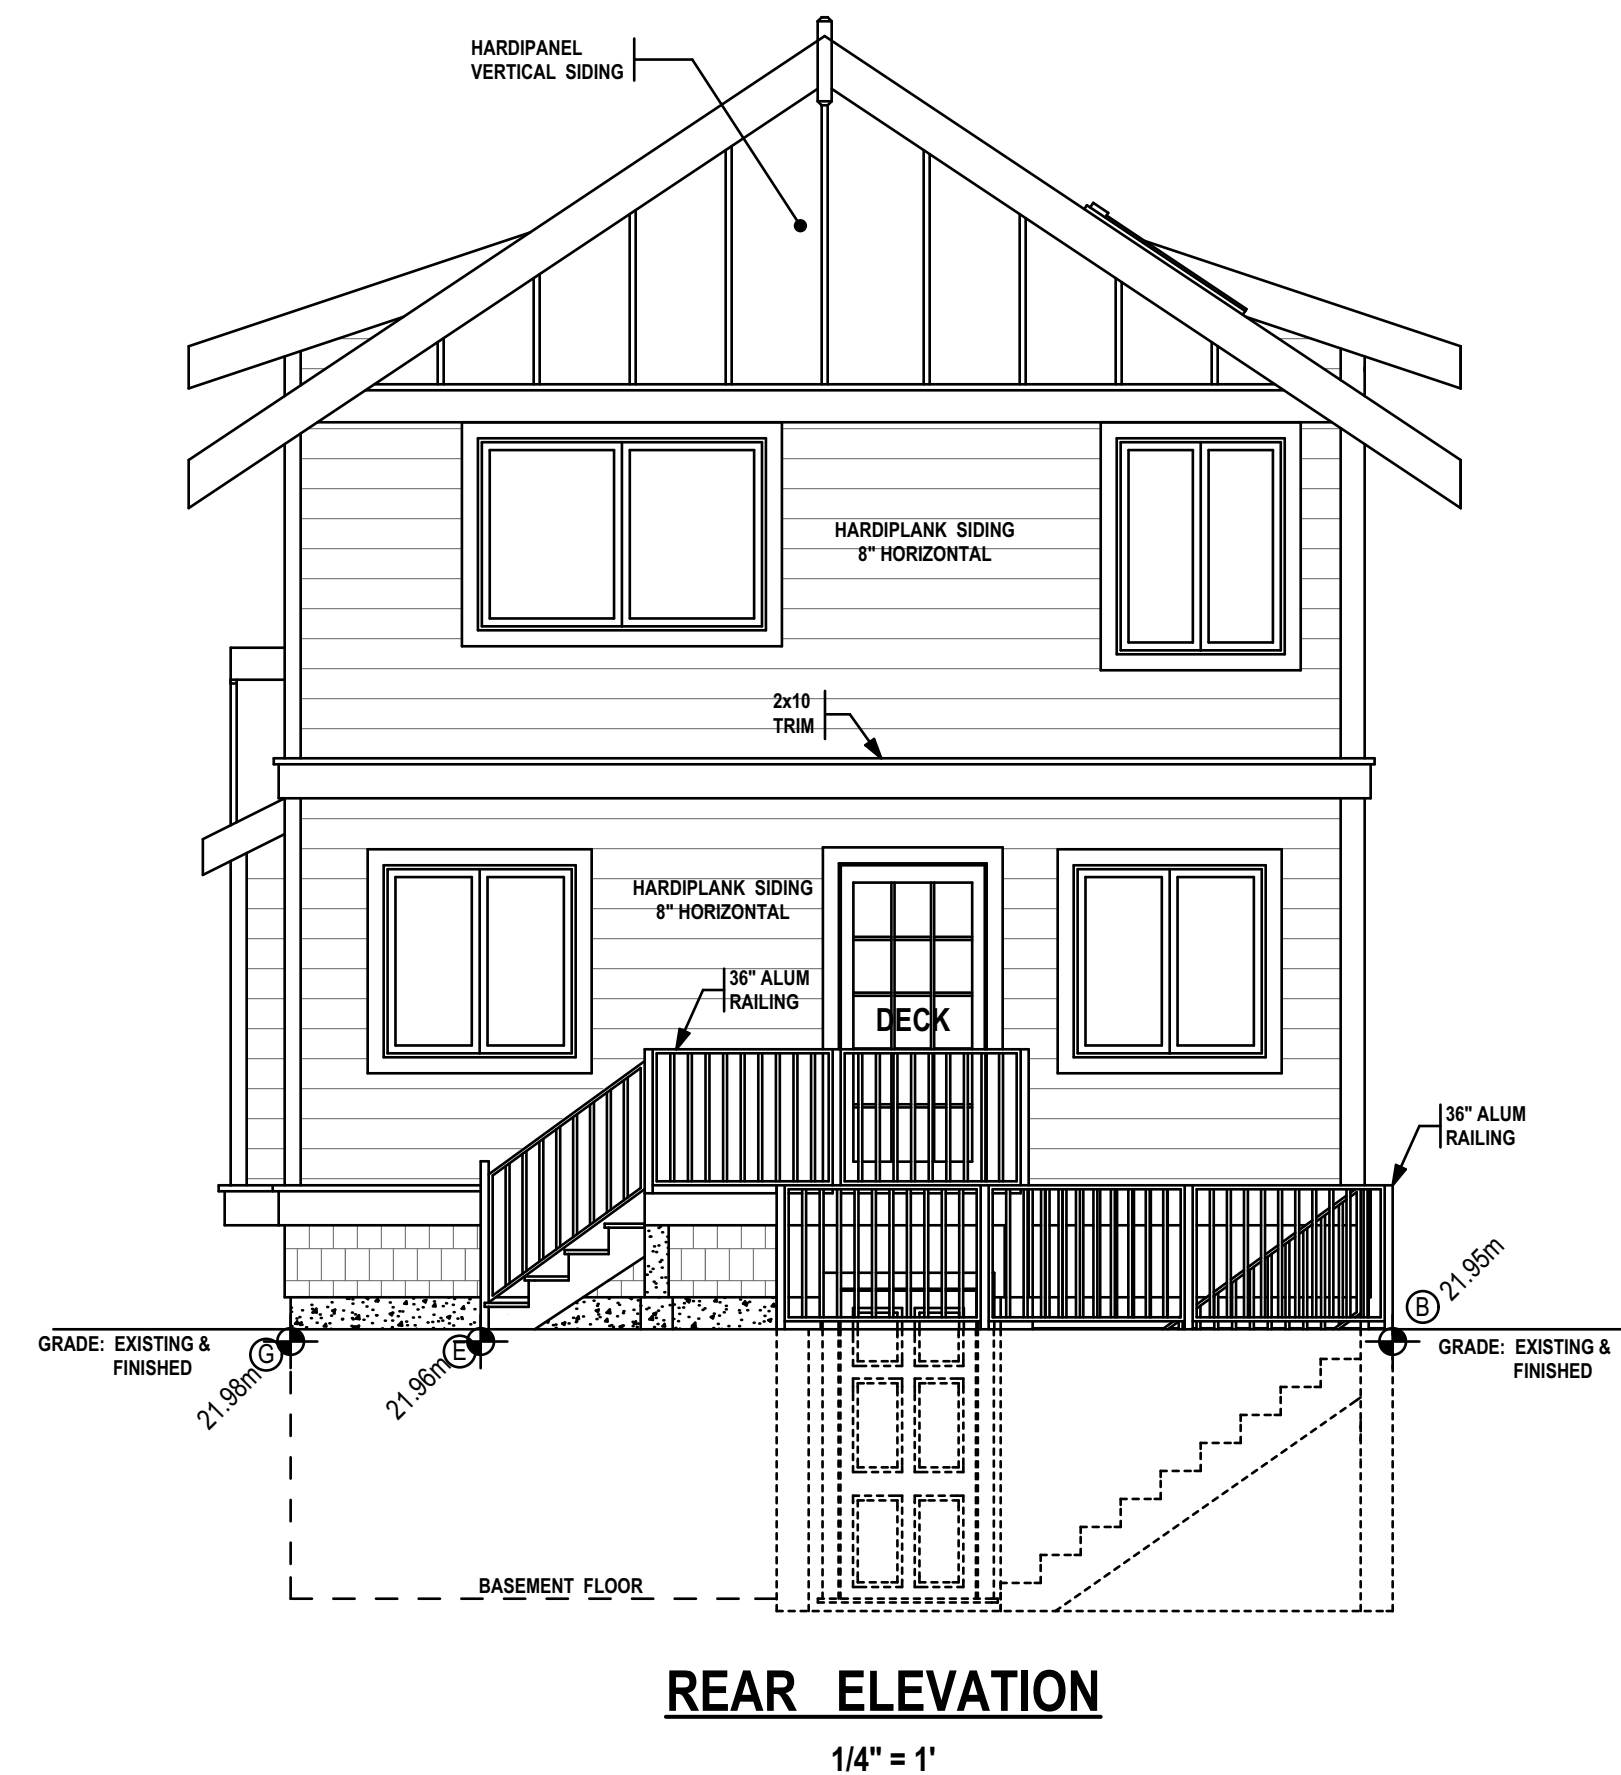 HARDIPANEL
VERTICAL SIDING
HARDIPLANK SIDING
8" HORIZONTAL
2x10
TRIM
HARDIPLANK SIDING
8" HORIZONTAL
36" ALUM
RAILING
DECK
36" ALUM
RAILING
B 21.95m
GRADE: EXISTING &
FINISHED
G
21.98m
E
21.96m
GRADE: EXISTING &
FINISHED
BASEMENT FLOOR
REAR ELEVATION
1/4" = 1'